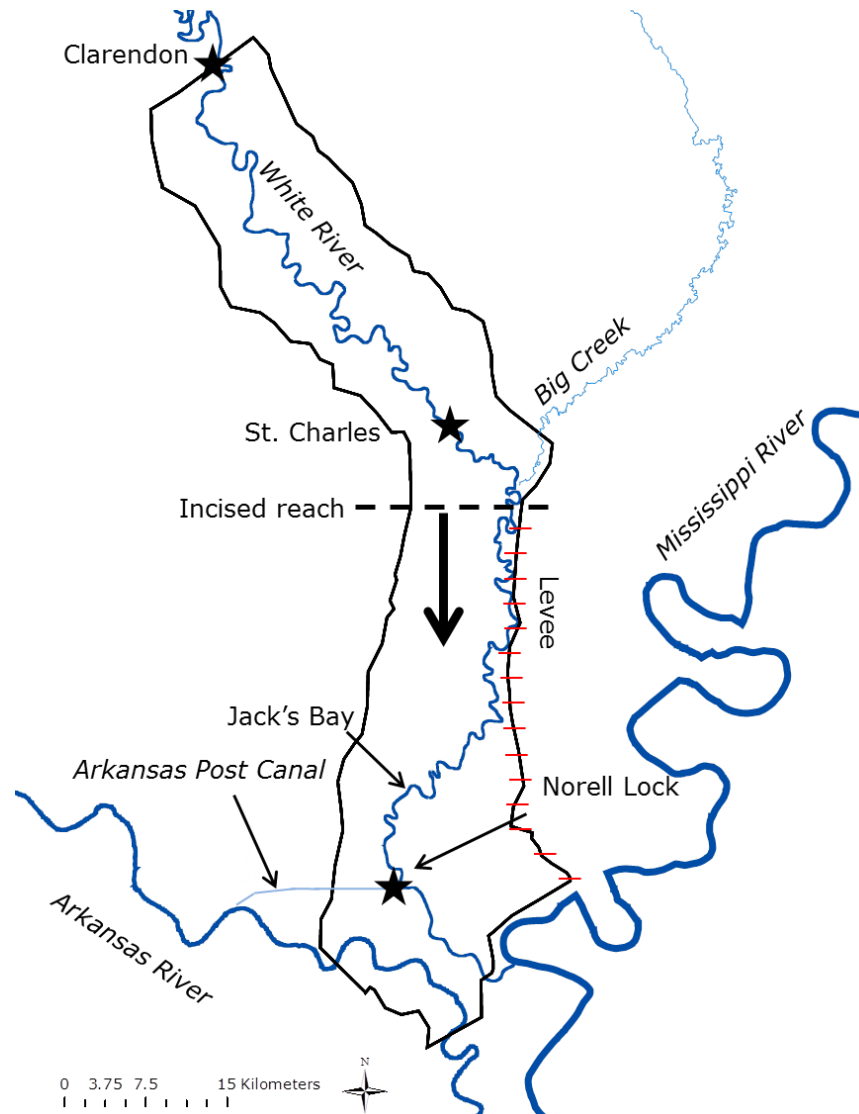 Clarendon
White River
Big Creek
St. Charles
Mississippi River
Incised reach
Levee
Jack's Bay
Arkansas Post Canal
Norell Lock
Arkansas River
N
0 3.75 7.5 15 Kilometers